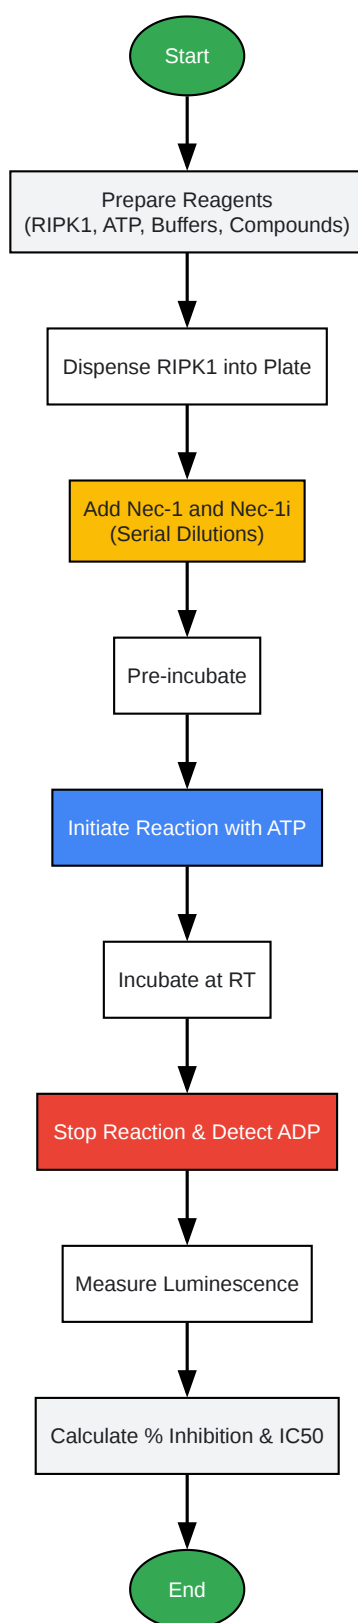 Start
Prepare Reagents
(RIPK1, ATP, Buffers, Compounds)
Dispense RIPK1 into Plate
Add Nec-1 and Nec-1i
(Serial Dilutions)
Pre-incubate
Initiate Reaction with ATP
Incubate at RT
Stop Reaction & Detect ADP
Measure Luminescence
Calculate % Inhibition & IC50
End